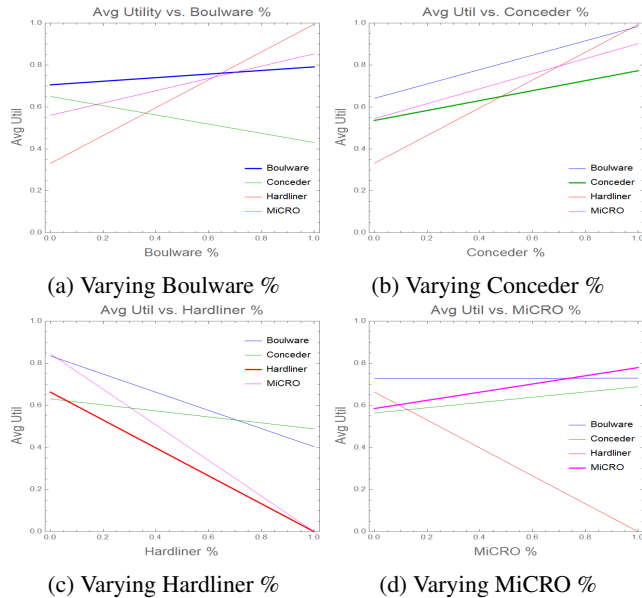 Avg Utility vs. Boulware %
1.0
0.8
0.6
0.4
0.2
0.0
Avg Util
Boulware
Conceder
Hardliner
MiCRO
0.0 0.2 0.4 0.6 0.8 1.0
Boulware %
(a) Varying Boulware %
Avg Util vs. Conceder %
1.0
0.8
0.6
0.4
0.2
0.0
Avg Util
Boulware
Conceder
Hardliner
MiCRO
0.0 0.2 0.4 0.6 0.8 1.0
Conceder %
(b) Varying Conceder %
Avg Util vs. Hardliner %
1.0
0.8
0.6
0.4
0.2
0.0
Avg Util
Boulware
Conceder
Hardliner
MiCRO
0.0 0.2 0.4 0.6 0.8 1.0
Hardliner %
(c) Varying Hardliner %
Avg Util vs. MiCRO %
1.0
0.8
0.6
0.4
0.2
0.0
Avg Util
Boulware
Conceder
Hardliner
MiCRO
0.0 0.2 0.4 0.6 0.8 1.0
MiCRO %
(d) Varying MiCRO %